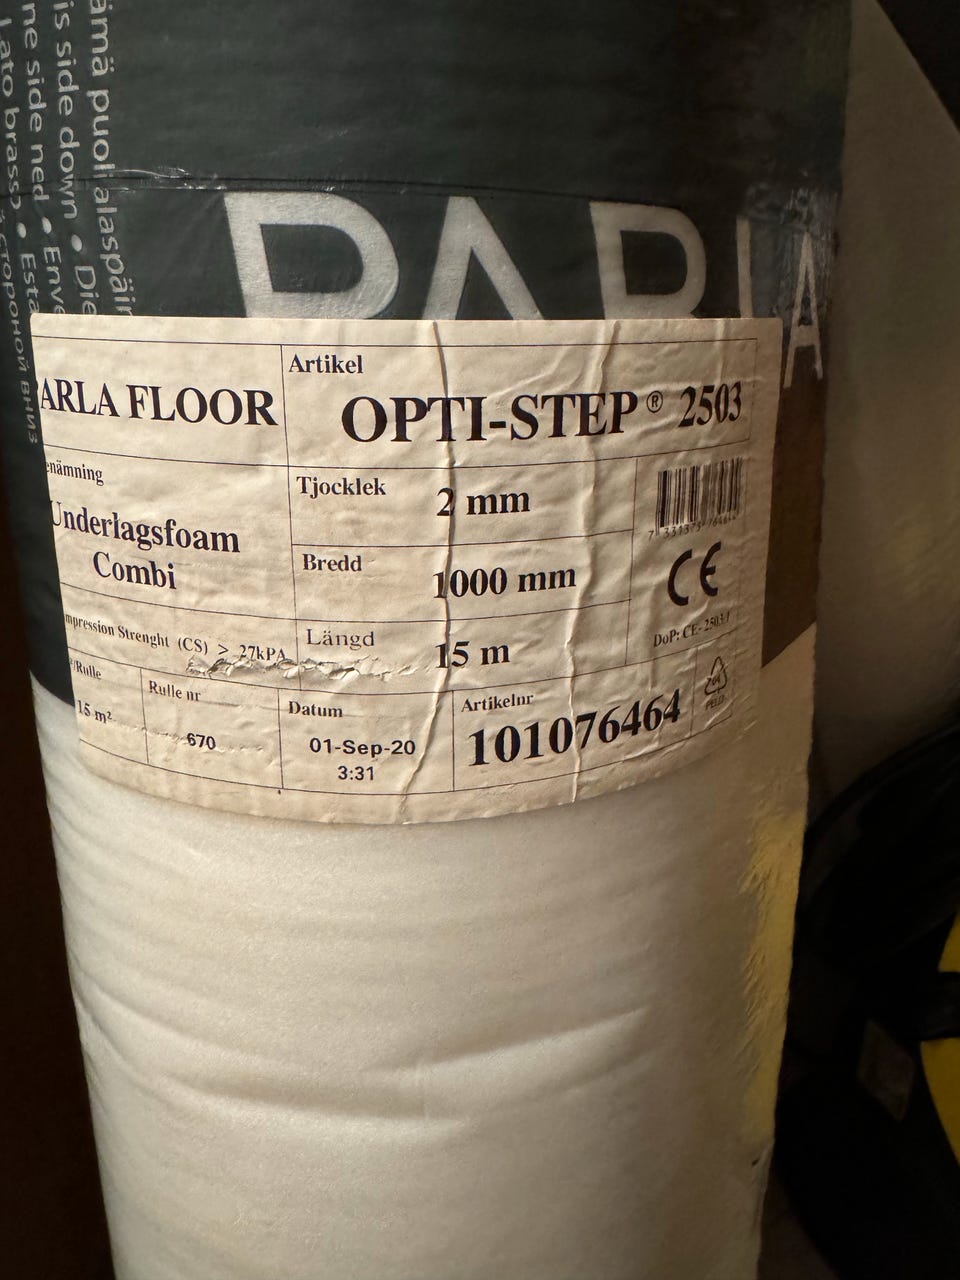 ärmä puoli alaspäin
is side down • Die
ne side ned • Enve
Lato brass
стороной вниз
• Esta
PARLA
ARLA FLOOR
Artikel
OPTI-STEP® 2503
enämning
Underlagsfoam
Combi
Tjocklek
2 mm
Bredd
1000 mm
Längd
15 m
CE
DoP: CE- 2503/1
mpression Strenght (CS) > 27kPA
/Rulle
15 m²
Rulle nr
670
Datum
01-Sep-20
3:31
Artikelnr
101076464